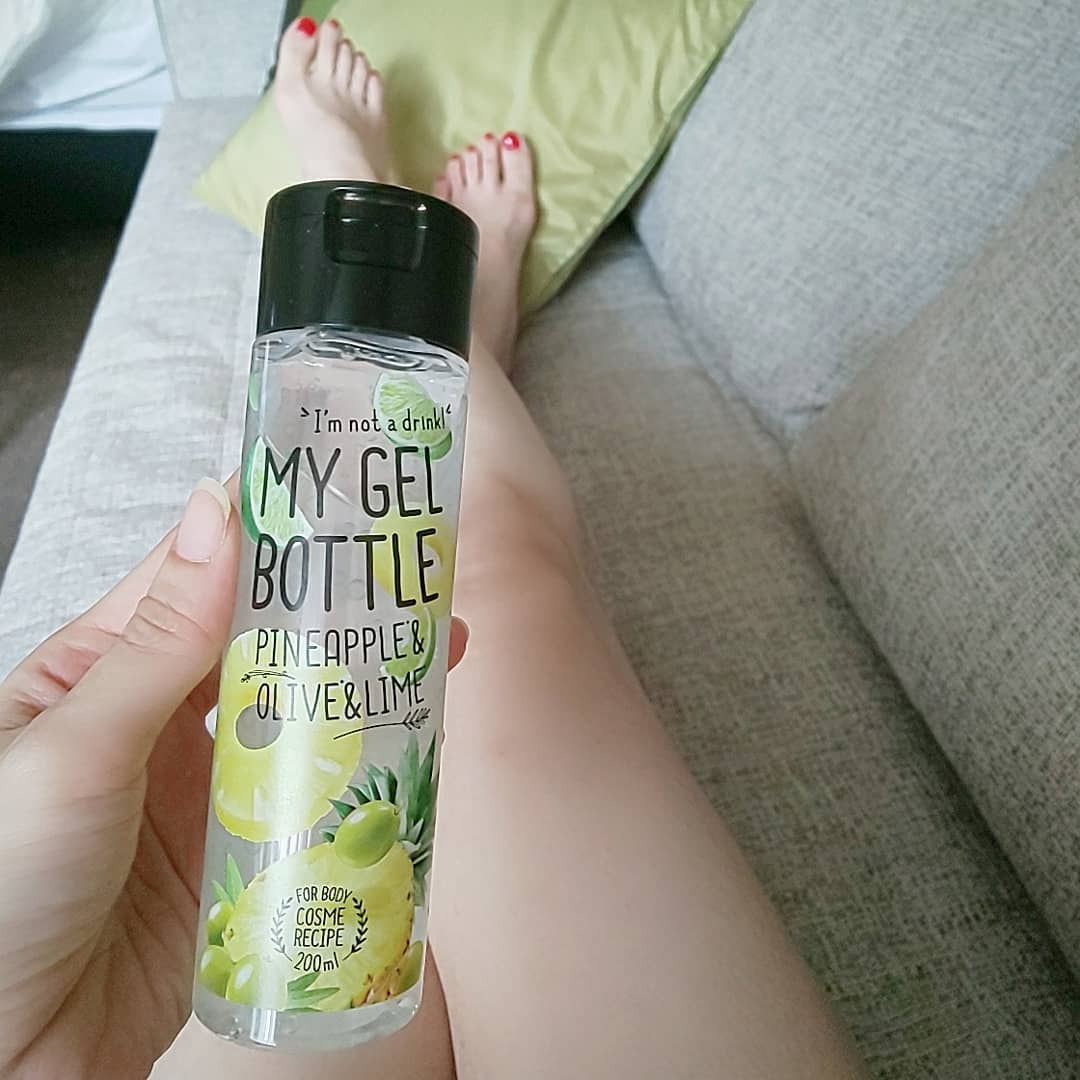 I'm not a drink!
MY GEL
BOTTLE
PINEAPPLE &
OLIVE & LIME
FOR BODY
COSME
RECIPE
200ml